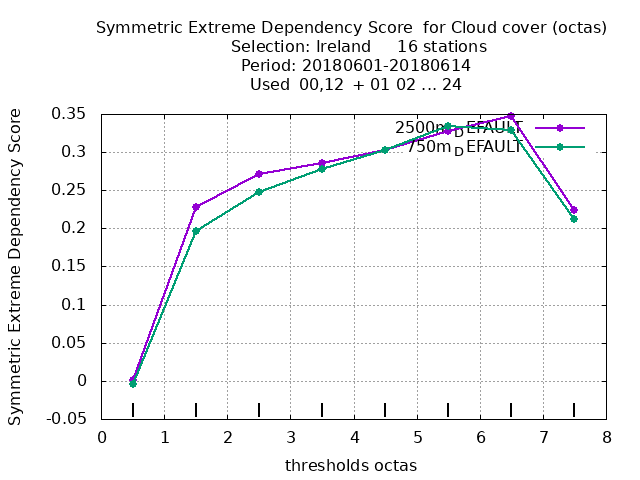 Symmetric Extreme Dependency Score for Cloud cover (octas)
Selection: Ireland 16 stations
Period: 20180601-20180614
Used 00,12 + 01 02 ... 24
Symmetric Extreme Dependency Score
0.35
0.3
0.25
0.2
0.15
0.1
0.05
0
-0.05
2500m_DEFAULT
750m_DEFAULT
0 1 2 3 4 5 6 7 8
thresholds octas